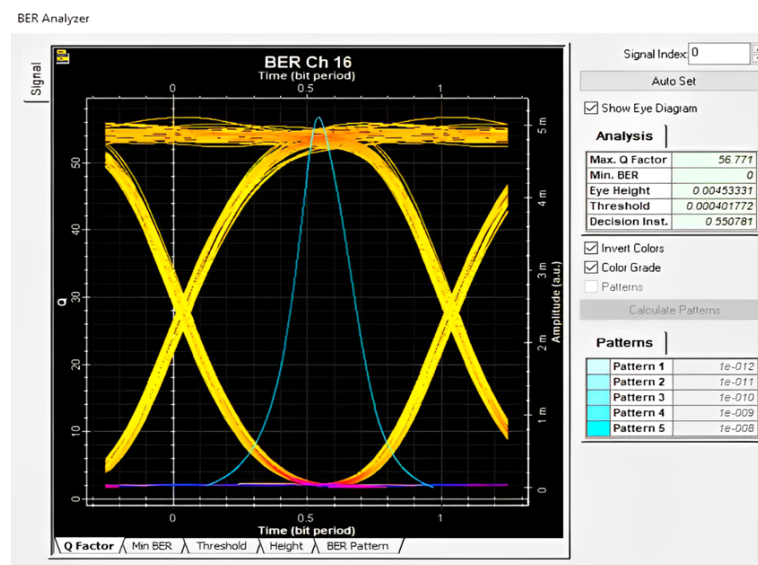 BER Analyzer
Signal
BER Ch 16
Time (bit period)
0 0.5 1
Q
50
40
30
20
10
0
5 m
4 m
3 m
2 m
1 m
0
Amplitude (a.u.)
0 0.5 1
Time (bit period)
Q Factor Min BER Threshold Height BER Pattern
Signal Index: 0
Auto Set
Show Eye Diagram
Analysis
Max. Q Factor 56.771
Min. BER 0
Eye Height 0.00453331
Threshold 0.000401772
Decision Inst. 0.550781
Invert Colors
Color Grade
Patterns
Calculate Patterns
Patterns
Pattern 1 1e-012
Pattern 2 1e-011
Pattern 3 1e-010
Pattern 4 1e-009
Pattern 5 1e-008